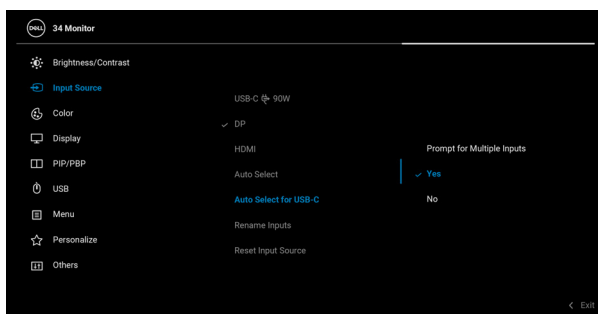 DELL 34 Monitor
Brightness/Contrast
Input Source
Color
Display
PIP/PBP
USB
Menu
Personalize
Others
USB-C 90W
DP
HDMI
Auto Select
Auto Select for USB-C
Rename Inputs
Reset Input Source
Prompt for Multiple Inputs
Yes
No
Exit